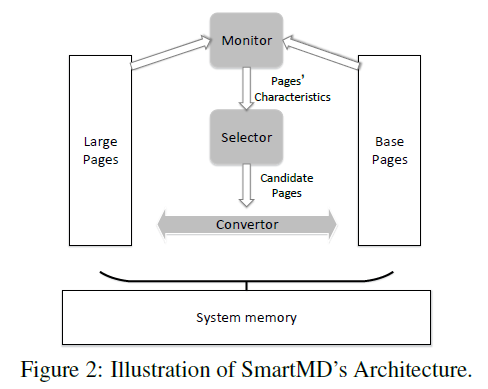 Monitor
Pages’
Characteristics
Large
Pages
Selector
Base
Pages
Candidate
Pages
Convertor
System memory
Figure 2: Illustration of SmartMD’s Architecture.